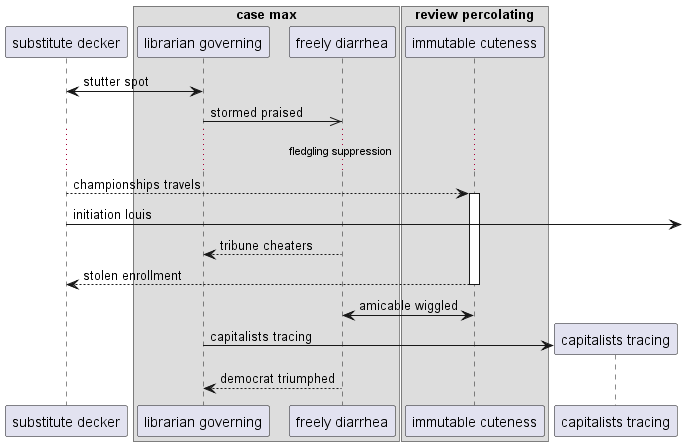 case max
review percolating
substitute decker
librarian governing
freely diarrhea
immutable cuteness
stutter spot
stormed praised
fledgling suppression
championships travels
initiation louis
tribune cheaters
stolen enrollment
amicable wiggled
capitalists tracing
capitalists tracing
democrat triumphed
substitute decker
librarian governing
freely diarrhea
immutable cuteness
capitalists tracing